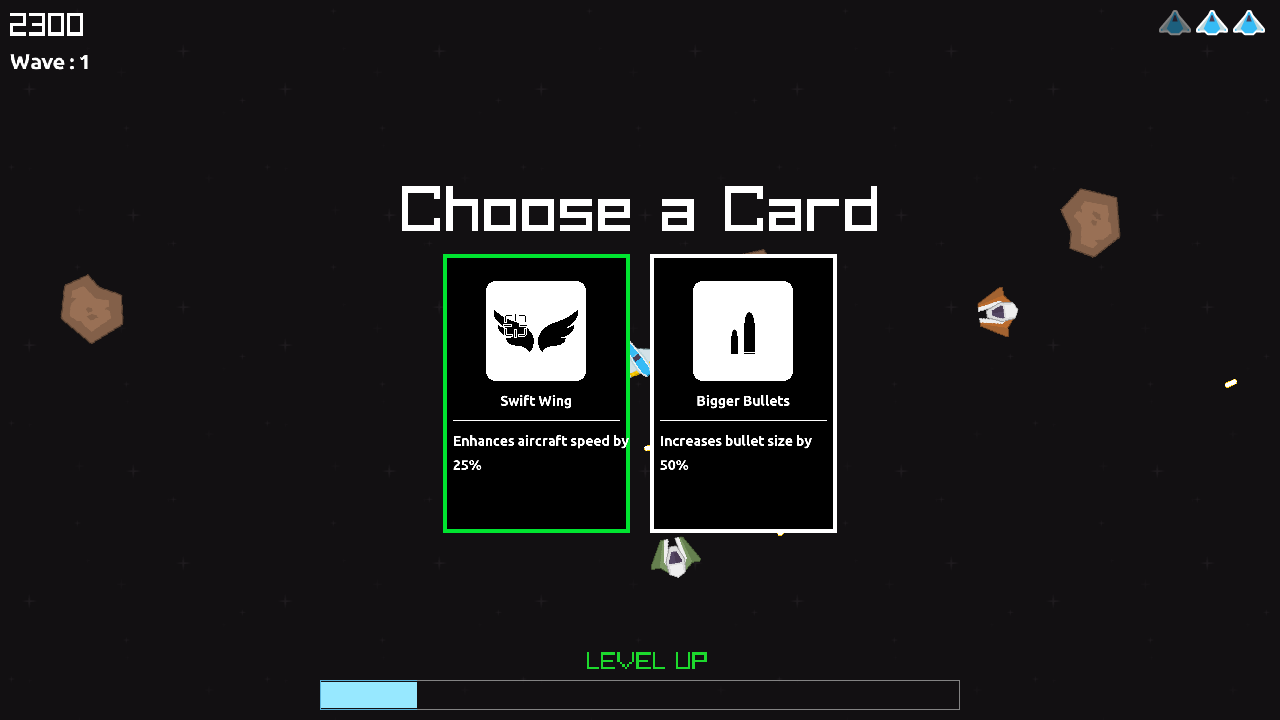 2300
Wave : 1
Choose a Card
Swift Wing
Enhances aircraft speed by
25%
Bigger Bullets
Increases bullet size by
50%
LEVEL UP